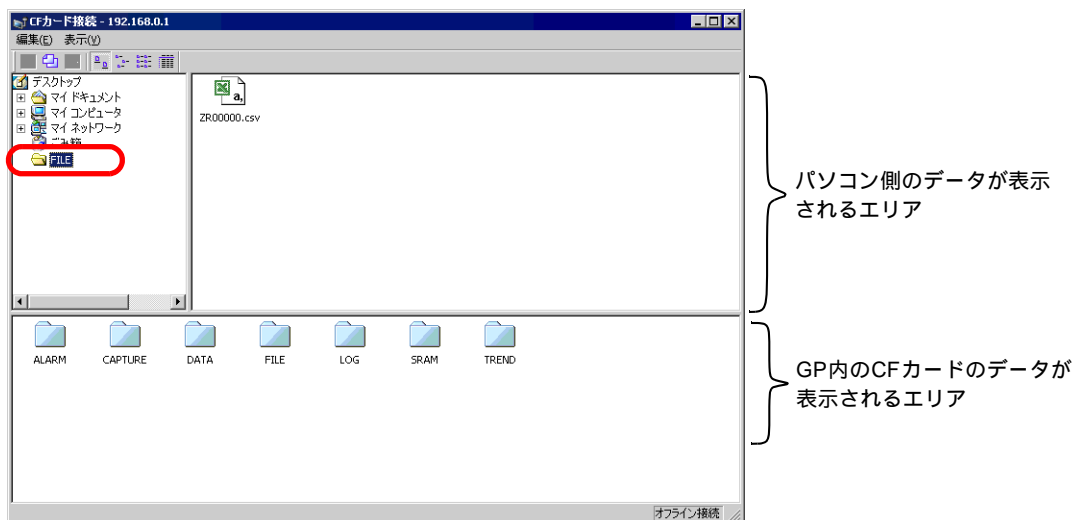 CFカード接続 - 192.168.0.1
編集(E) 表示(V)
デスクトップ
マイ ドキュメント
マイ コンピュータ
マイ ネットワーク
ごみ箱
FILE
ZR00000.csv
パソコン側のデータが表示
されるエリア
ALARM CAPTURE DATA FILE LOG SRAM TREND
GP内のCFカードのデータが
表示されるエリア
オフライン接続